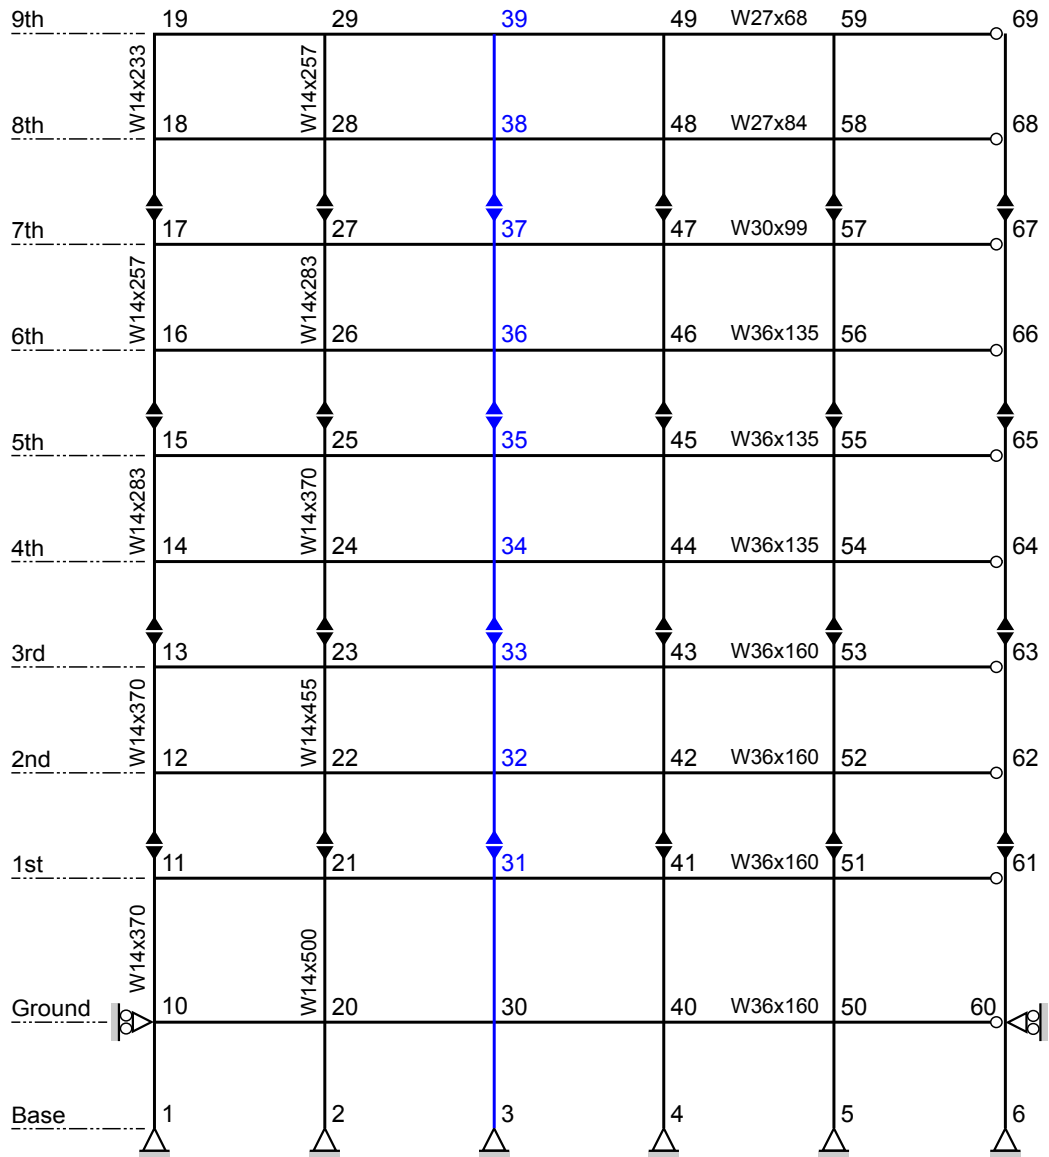 9th 19 29 39 49 W27x68 59 69
W14x233 W14x257
8th 18 28 38 48 W27x84 58 68
7th 17 27 37 47 W30x99 57 67
W14x257 W14x283
6th 16 26 36 46 W36x135 56 66
5th 15 25 35 45 W36x135 55 65
W14x283 W14x370
4th 14 24 34 44 W36x135 54 64
3rd 13 23 33 43 W36x160 53 63
W14x370 W14x455
2nd 12 22 32 42 W36x160 52 62
1st 11 21 31 41 W36x160 51 61
W14x370 W14x500
Ground 10 20 30 40 W36x160 50 60
Base 1 2 3 4 5 6